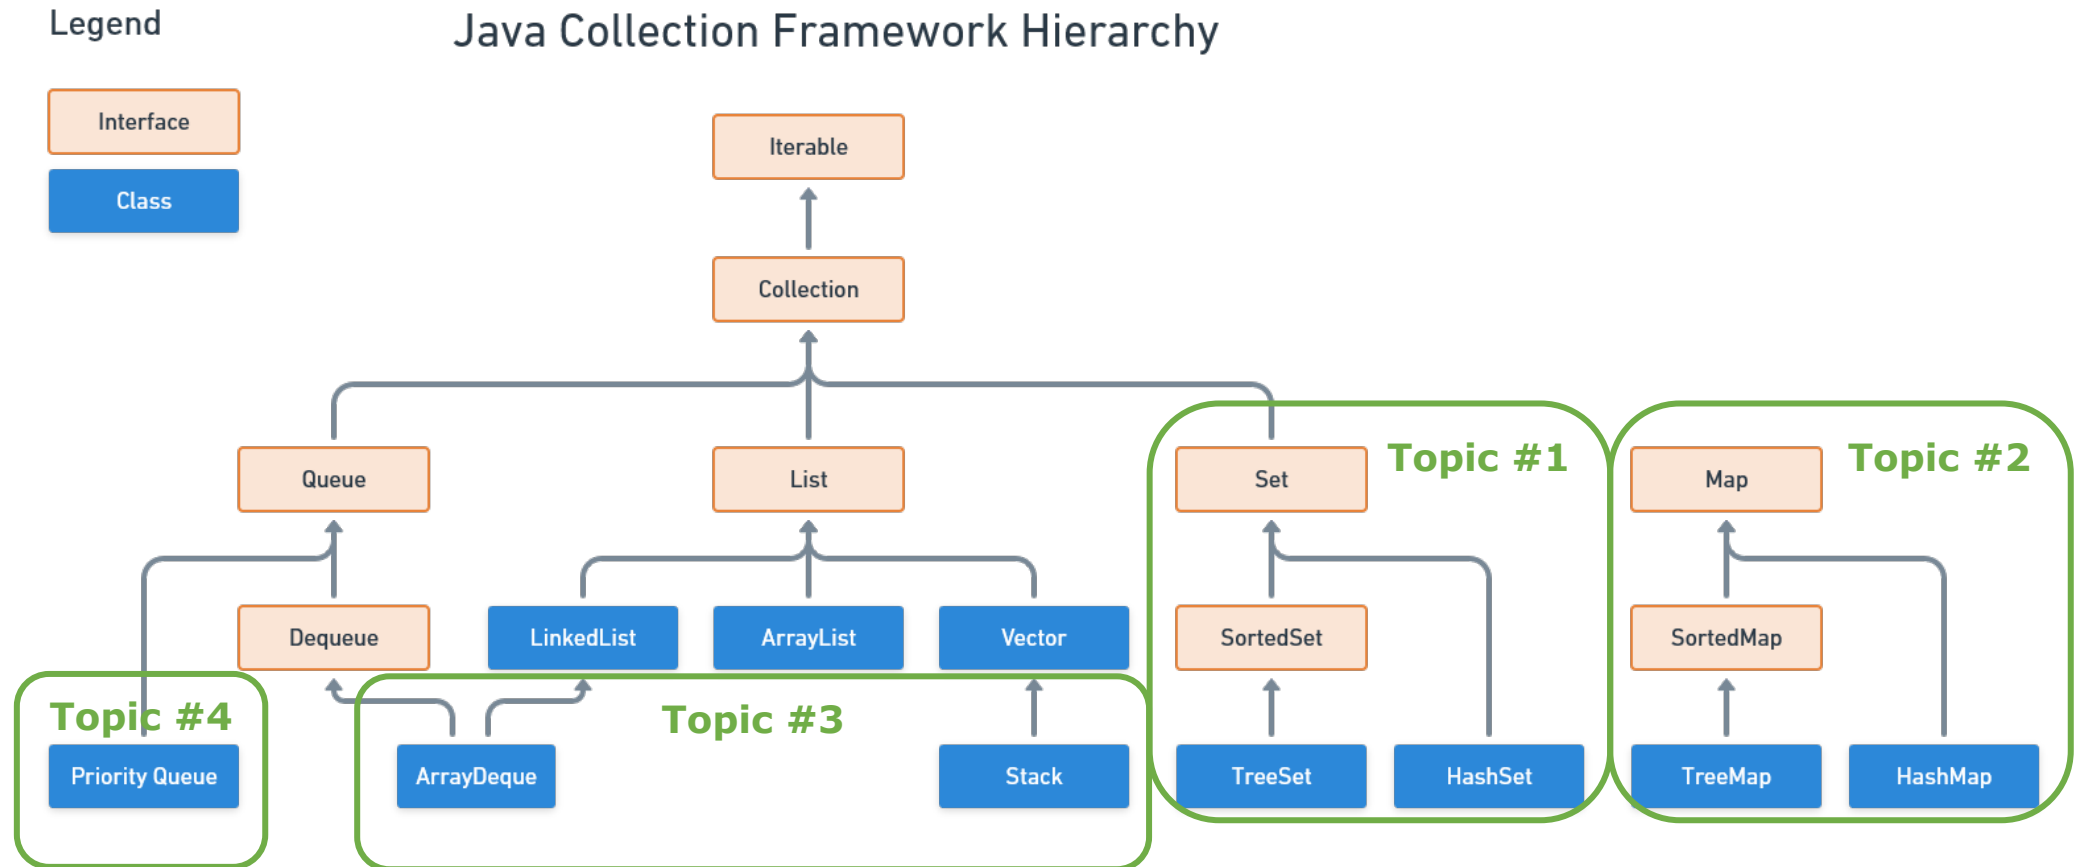 Legend
Java Collection Framework Hierarchy
Interface
Class
Iterable
Collection
Queue
List
Set
Topic #1
Map
Topic #2
Dequeue
LinkedList
ArrayList
Vector
SortedSet
SortedMap
Topic #4
Topic #3
Priority Queue
ArrayDeque
Stack
TreeSet
HashSet
TreeMap
HashMap